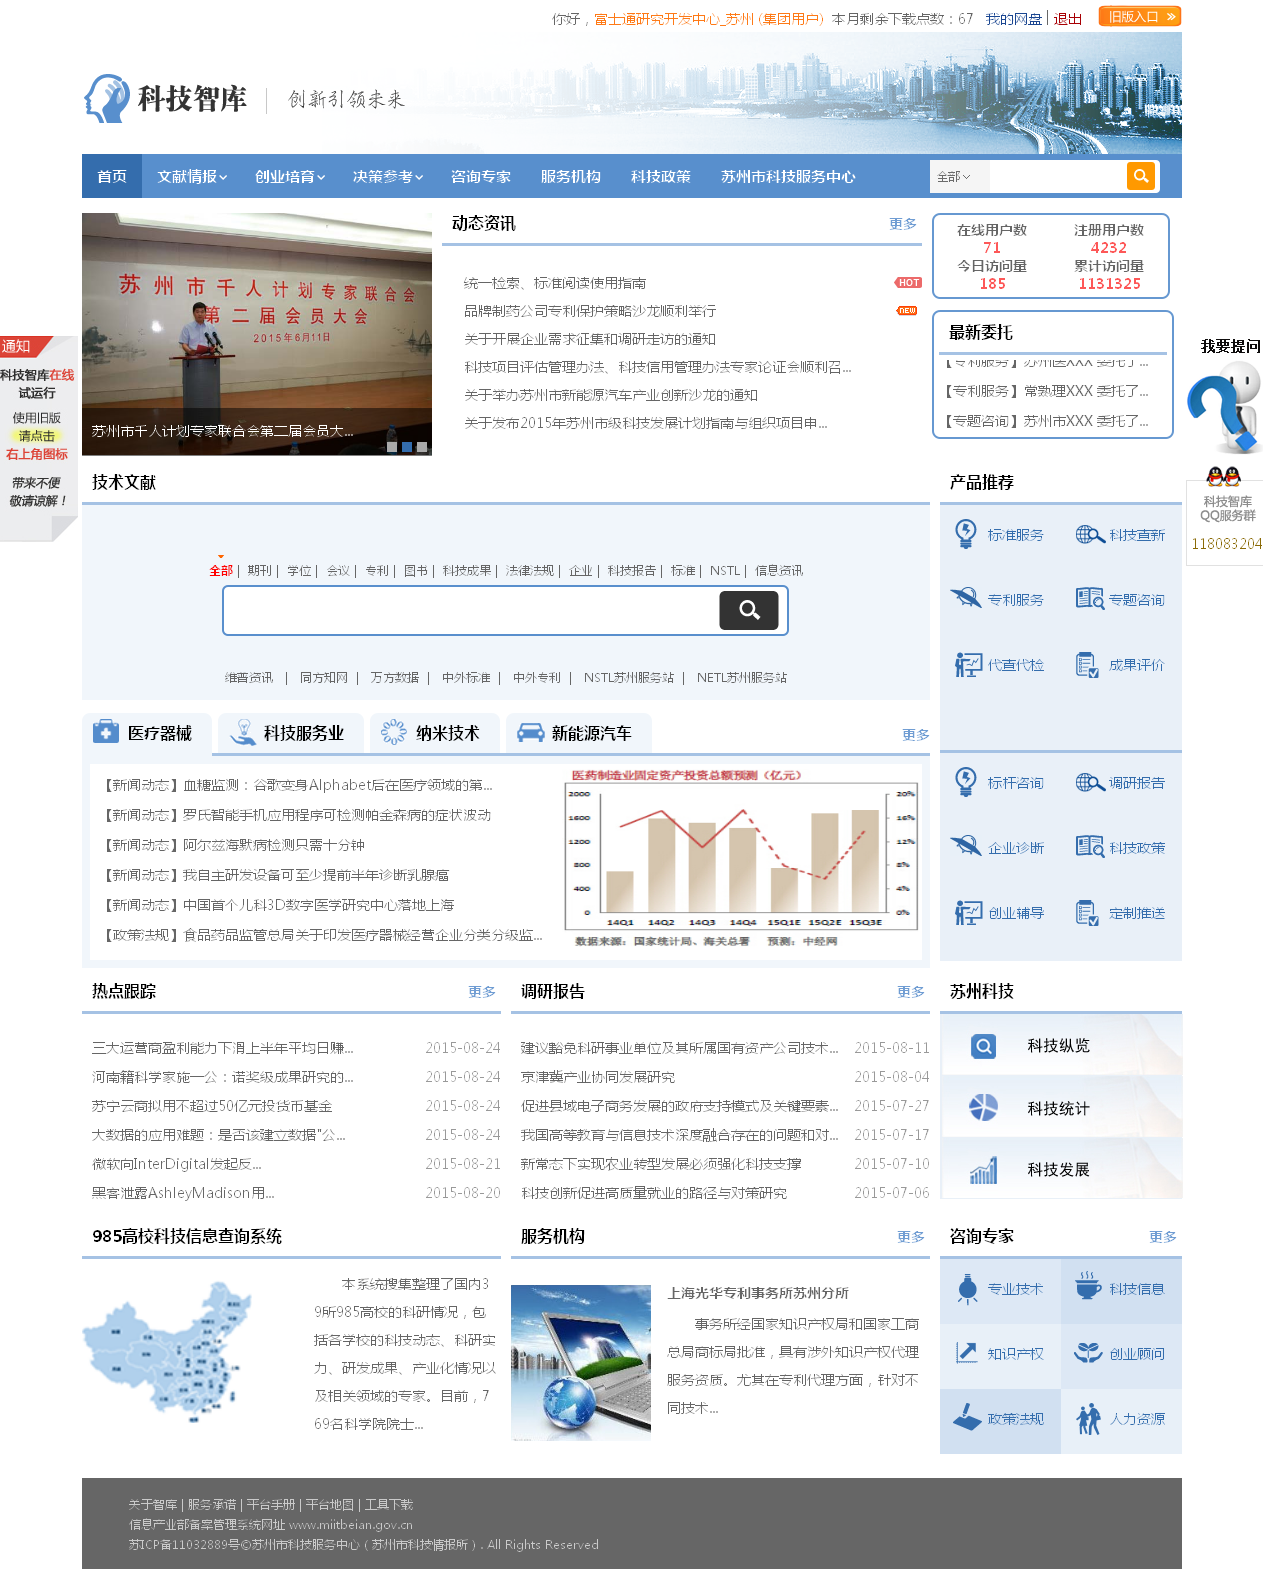 你好，富士通研究开发中心_苏州 (集团用户) 本月剩余下载点数：67 我的网盘 | 退出 旧版入口
科技智库 创新引领未来
首页 文献情报 创业培育 决策参考 咨询专家 服务机构 科技政策 苏州市科技服务中心 全部
苏州市千人计划专家联合会
第二届会员大会
2015年6月11日
苏州市千人计划专家联合会第二届会员大...
动态资讯 更多
统一检索、标准阅读使用指南 HOT
品牌制药公司专利保护策略沙龙顺利举行 NEW
关于开展企业需求征集和调研走访的通知
科技项目评估管理办法、科技信用管理办法专家论证会顺利召...
关于举办苏州市新能源汽车产业创新沙龙的通知
关于发布2015年苏州市级科技发展计划指南与组织项目申...
在线用户数 注册用户数
71 4232
今日访问量 累计访问量
185 1131325
最新委托
【专利服务】苏州医XXX 委托了...
【专利服务】常熟理XXX 委托了...
【专题咨询】苏州市XXX 委托了...
通知
科技智库在线
试运行
使用旧版
请点击
右上角图标
带来不便
敬请谅解！
我要提问
科技智库
QQ服务群
118083204
技术文献
全部 | 期刊 | 学位 | 会议 | 专利 | 图书 | 科技成果 | 法律法规 | 企业 | 科技报告 | 标准 | NSTL | 信息资讯
维普资讯 | 同方知网 | 万方数据 | 中外标准 | 中外专利 | NSTL苏州服务站 | NETL苏州服务站
产品推荐
标准服务 科技查新
专利服务 专题咨询
代查代检 成果评价
标杆咨询 调研报告
企业诊断 科技政策
创业辅导 定制推送
医疗器械 科技服务业 纳米技术 新能源汽车 更多
【新闻动态】血糖监测：谷歌变身Alphabet后在医疗领域的第...
【新闻动态】罗氏智能手机应用程序可检测帕金森病的症状波动
【新闻动态】阿尔兹海默病检测只需十分钟
【新闻动态】我自主研发设备可至少提前半年诊断乳腺癌
【新闻动态】中国首个儿科3D数字医学研究中心落地上海
【政策法规】食品药品监管总局关于印发医疗器械经营企业分类分级监...
医药制造业固定资产投资总额预测（亿元）
2000 20%
1600 16%
1200 12%
800 8%
400 4%
0 0%
14Q1 14Q2 14Q3 14Q4 15Q1E 15Q2E 15Q3E
数据来源：国家统计局、海关总署 预测：中经网
热点跟踪 更多
三大运营商盈利能力下滑上半年平均日赚... 2015-08-24
河南籍科学家施一公：诺奖级成果研究的... 2015-08-24
苏宁云商拟用不超过50亿元投货币基金 2015-08-24
大数据的应用难题：是否该建立数据"公... 2015-08-24
微软向InterDigital发起反... 2015-08-21
黑客泄露AshleyMadison用... 2015-08-20
调研报告 更多
建议豁免科研事业单位及其所属国有资产公司技术... 2015-08-11
京津冀产业协同发展研究 2015-08-04
促进县域电子商务发展的政府支持模式及关键要素... 2015-07-27
我国高等教育与信息技术深度融合存在的问题和对... 2015-07-17
新常态下实现农业转型发展必须强化科技支撑 2015-07-10
科技创新促进高质量就业的路径与对策研究 2015-07-06
苏州科技
科技纵览
科技统计
科技发展
985高校科技信息查询系统
本系统搜集整理了国内3
9所985高校的科研情况，包
括各学校的科技动态、科研实
力、研发成果、产业化情况以
及相关领域的专家。目前，7
69名科学院院士...
服务机构 更多
上海光华专利事务所苏州分所
事务所经国家知识产权局和国家工商
总局商标局批准，具有涉外知识产权代理
服务资质。尤其在专利代理方面，针对不
同技术...
咨询专家 更多
专业技术 科技信息
知识产权 创业顾问
政策法规 人力资源
关于智库 | 服务承诺 | 平台手册 | 平台地图 | 工具下载
信息产业部备案管理系统网址 www.miitbeian.gov.cn
苏ICP备11032889号©苏州市科技服务中心（苏州市科技情报所）. All Rights Reserved